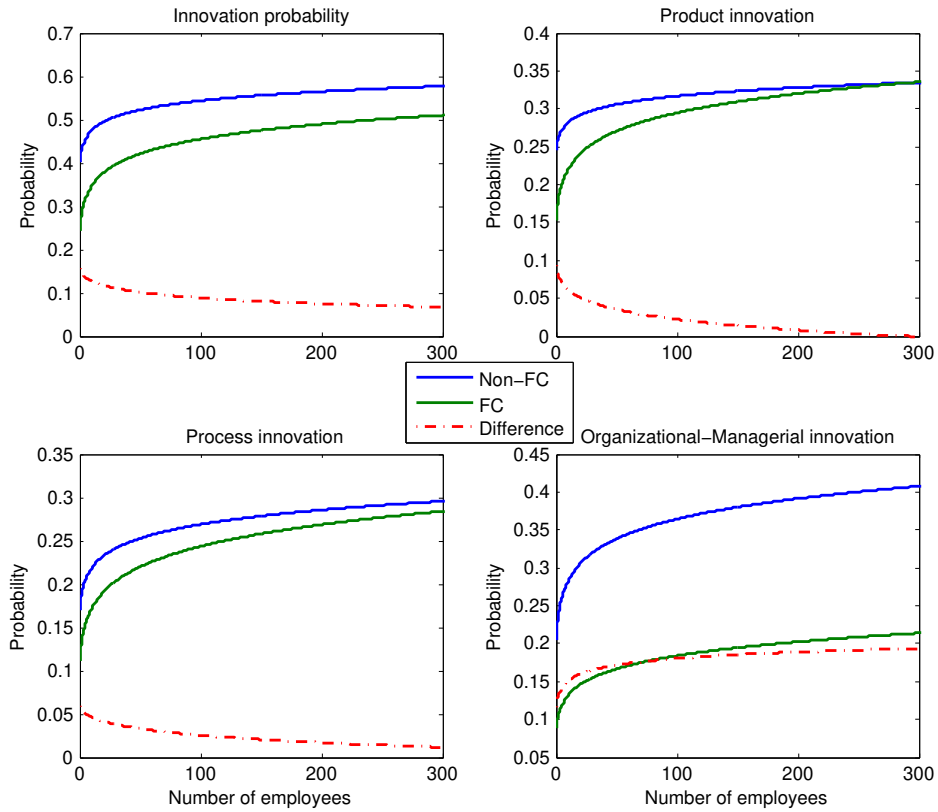 Innovation probability
Product innovation
0.7
0.6
0.5
0.4
0.3
0.2
0.1
0
Probability
0 100 200 300
0.4
0.35
0.3
0.25
0.2
0.15
0.1
0.05
0
Probability
0 100 200 300
Non−FC
FC
Difference
Process innovation
Organizational−Managerial innovation
0.35
0.3
0.25
0.2
0.15
0.1
0.05
0
Probability
0 100 200 300
Number of employees
0.45
0.4
0.35
0.3
0.25
0.2
0.15
0.1
0.05
Probability
0 100 200 300
Number of employees